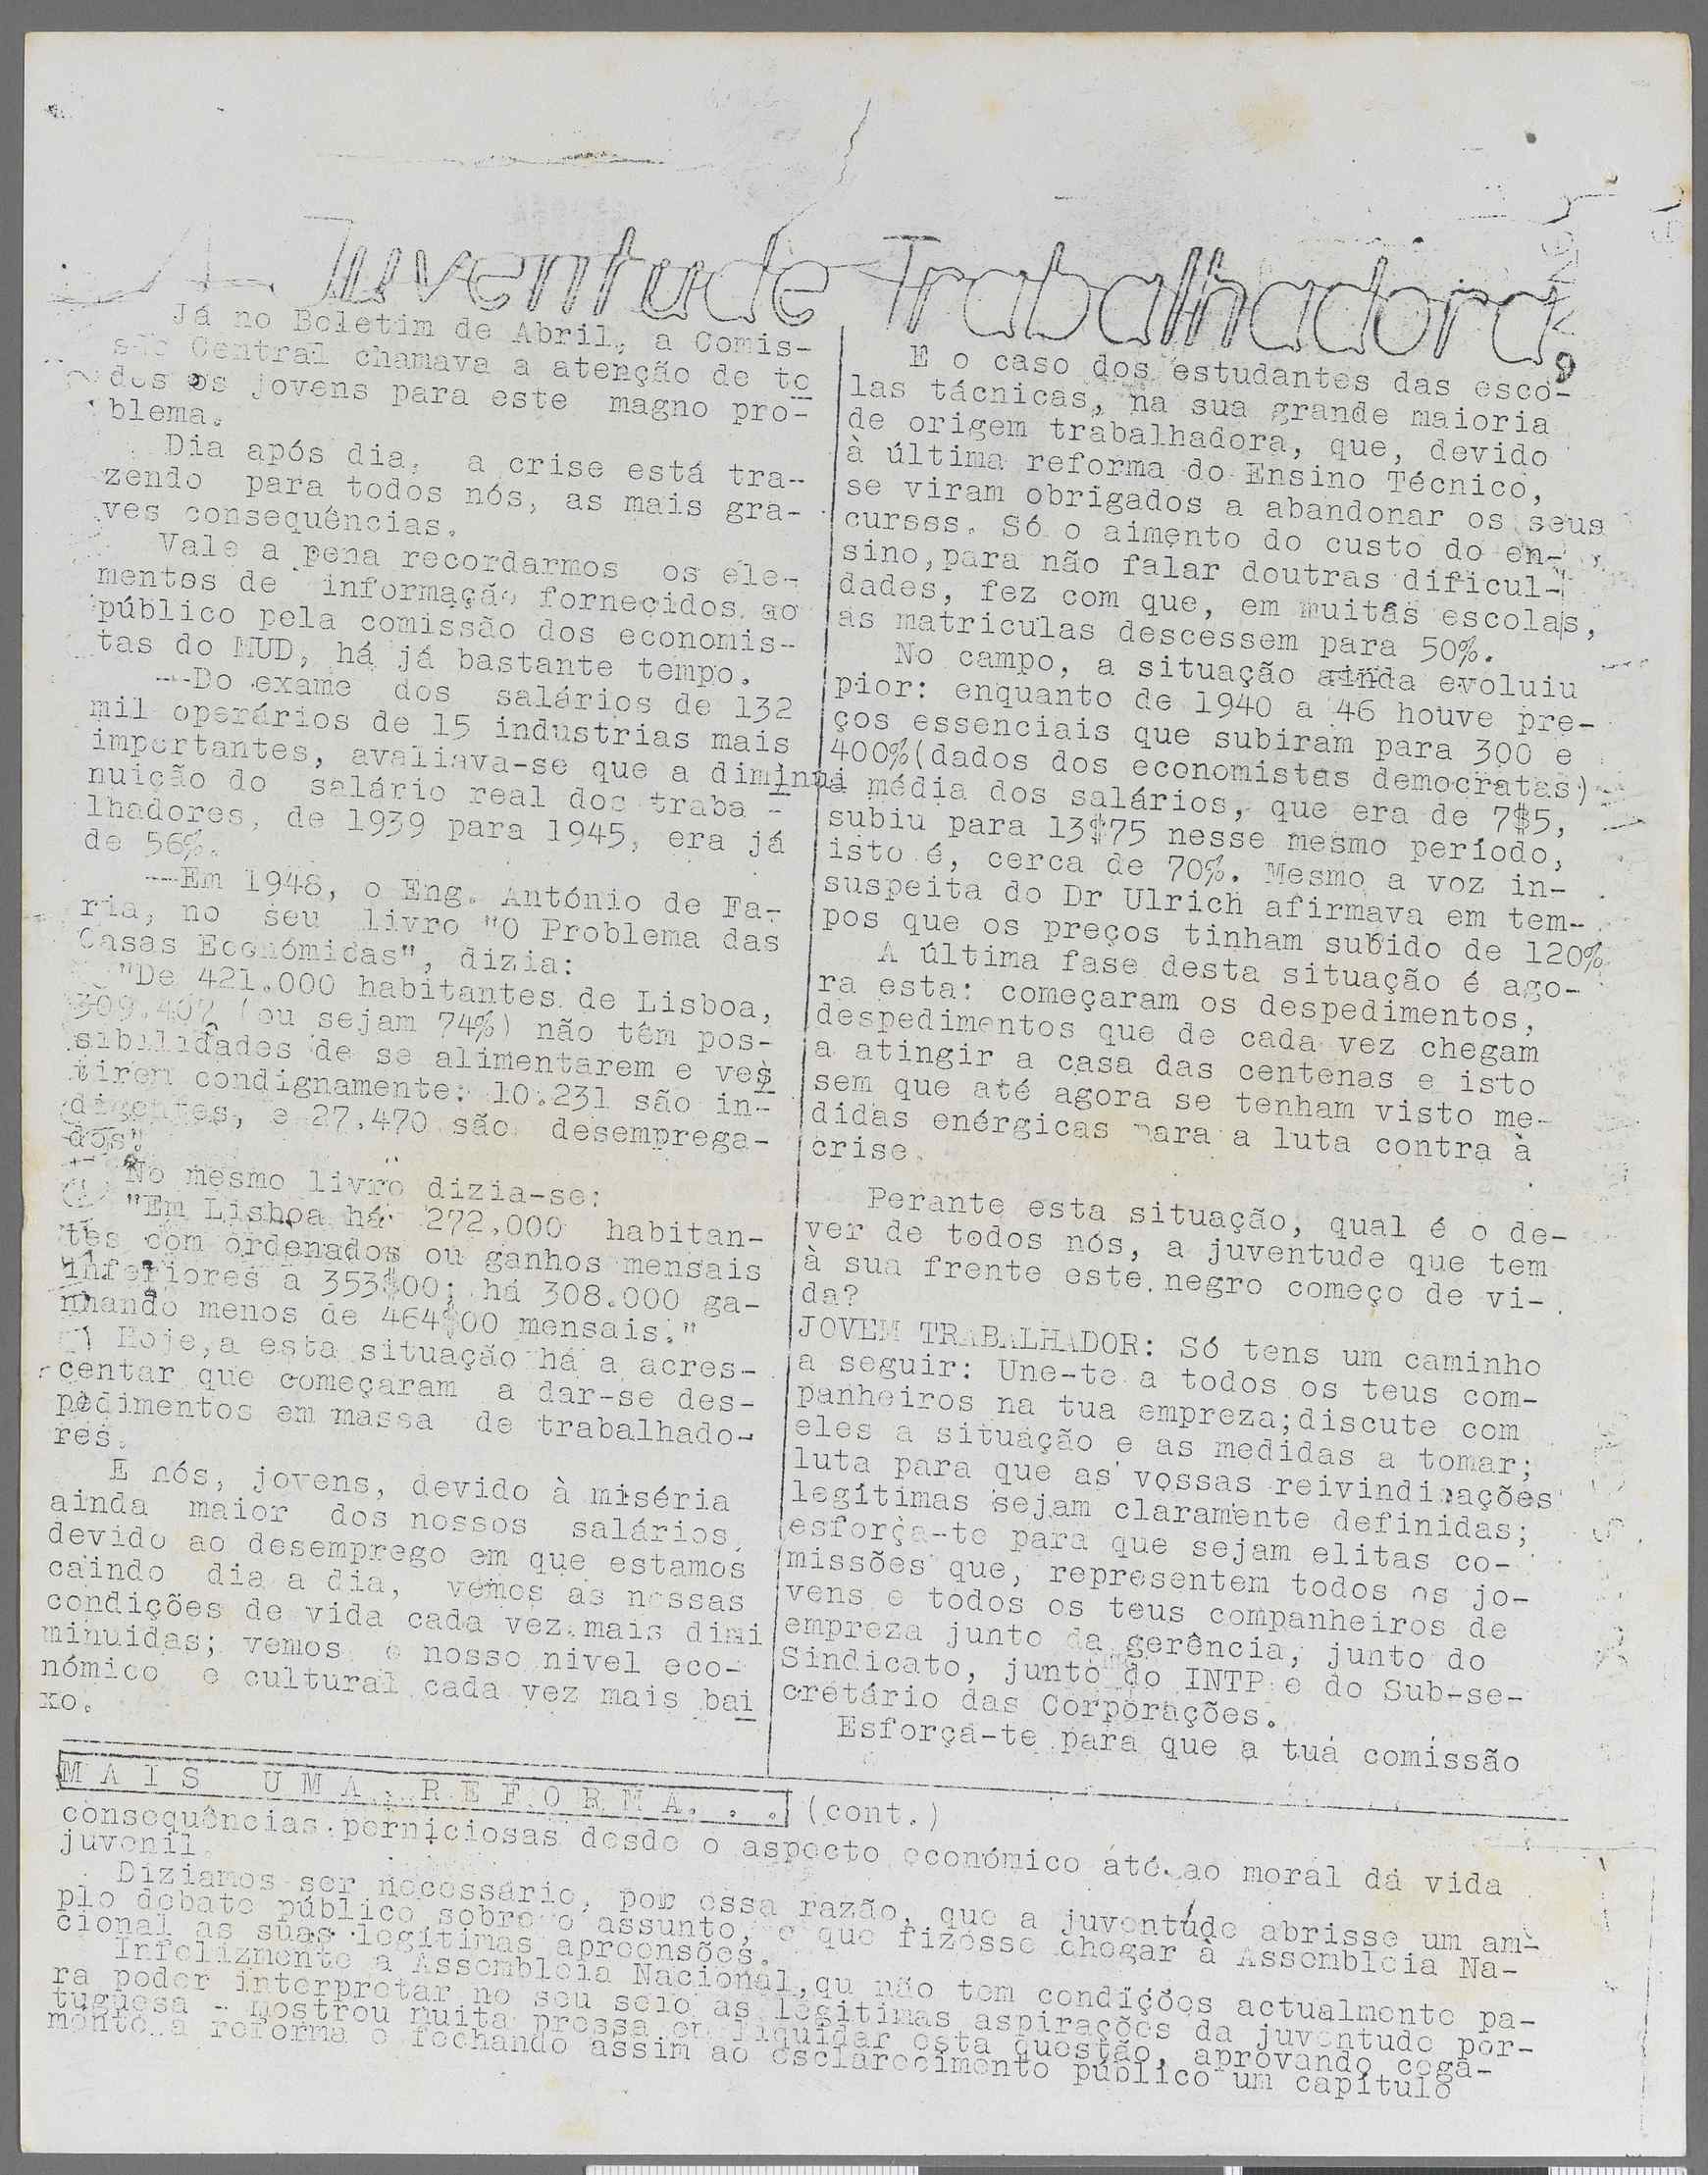 A Juventude Trabalhadora,
Já no Boletim de Abril, a Comis-
são Central chamava a atenção de to
dos os jovens para este magno pro-
blema.
Dia após dia, a crise está tra-
zendo para todos nós, as mais gra-
ves consequências.
Vale a pena recordarmos os ele-
mentos de informação fornecidos ao
público pela comissão dos economis-
tas do MUD, há já bastante tempo.
--Do exame dos salários de 132
mil operários de 15 industrias mais
importantes, avaliava-se que a dimi
nuição do salário real dos traba -
lhadores, de 1939 para 1945, era já
de 56%.
--Em 1948, o Eng. António de Fa-
ria, no seu livro "O Problema das
Casas Económicas", dizia:
"De 421.000 habitantes de Lisboa,
309.402 (ou sejam 74%) não têm pos-
sibilidades de se alimentarem e ves
tirem condignamente: 10.231 são in-
digentes, e 27.470 são desemprega-
dos".
No mesmo livro dizia-se:
"Em Lisboa há 272.000 habitan-
tes com ordenados ou ganhos mensais
inferiores a 353$00; há 308.000 ga-
nhando menos de 464$00 mensais."
Hoje,a esta situação há a acres-
centar que começaram a dar-se des-
pedimentos em massa de trabalhado-
res.
E nós, jovens, devido à miséria
ainda maior dos nossos salários,
devido ao desemprego em que estamos
caindo dia a dia, vemos as nossas
condições de vida cada vez mais dimi
minuidas; vemos o nosso nivel eco-
nómico e cultural cada vez mais bai
xo.
E o caso dos estudantes das esco-
las tácnicas, na sua grande maioria
de origem trabalhadora, que, devido
à última reforma do Ensino Técnico,
se viram obrigados a abandonar os seus
cursss. Só o aimento do custo do en-
sino,para não falar doutras dificul-
dades, fez com que, em muitas escolas,
as matriculas descessem para 50%.
No campo, a situação ainda evoluiu
pior: enquanto de 1940 a 46 houve pre-
ços essenciais que subiram para 300 e
400%(dados dos economistas democratas)
a média dos salários, que era de 7$5,
subiu para 13$75 nesse mesmo período,
isto é, cerca de 70%. Mesmo a voz in-
suspeita do Dr Ulrich afirmava em tem-
pos que os preços tinham subido de 120%
A última fase desta situação é ago-
ra esta: começaram os despedimentos,
despedimentos que de cada vez chegam
a atingir a casa das centenas e isto
sem que até agora se tenham visto me-
didas enérgicas para a luta contra à
crise.
Perante esta situação, qual é o de-
ver de todos nós, a juventude que tem
à sua frente este negro começo de vi-
da?
JOVEM TRABALHADOR: Só tens um caminho
a seguir: Une-te a todos os teus com-
panheiros na tua empreza;discute com
eles a situáção e as medidas a tomar;
luta para que as vossas reivindicações
legítimas sejam claramente definidas;
esforça-te para que sejam elitas co-
missões que, representem todos os jo-
vens e todos os teus companheiros de
empreza junto da gerência, junto do
Sindicato, junto do INTP e do Sub-se-
cretário das Corporações.
Esforça-te para que a tuá comissão
MAIS UMA REFORMA... (cont.)
consequências perniciosas desde o aspecto económico até ao moral da vida
juvenil.
Diziamos ser necessário, por essa razão, que a juventude abrisse um am-
plo debate público sobre o assunto, e que fizesse chegar à Assembleia Na-
cional as suas legítimas apreensões.
Infelizmente a Assembleia Nacional,qu não tem condições actualmente pa-
ra poder interpretar no seu seio as legítimas aspirações da juventude por-
tuguesa - mostrou muita pressa em liquidar esta questão, aprovando cega-
mente a reforma e fechando assim ao esclarecimento público um capítulo